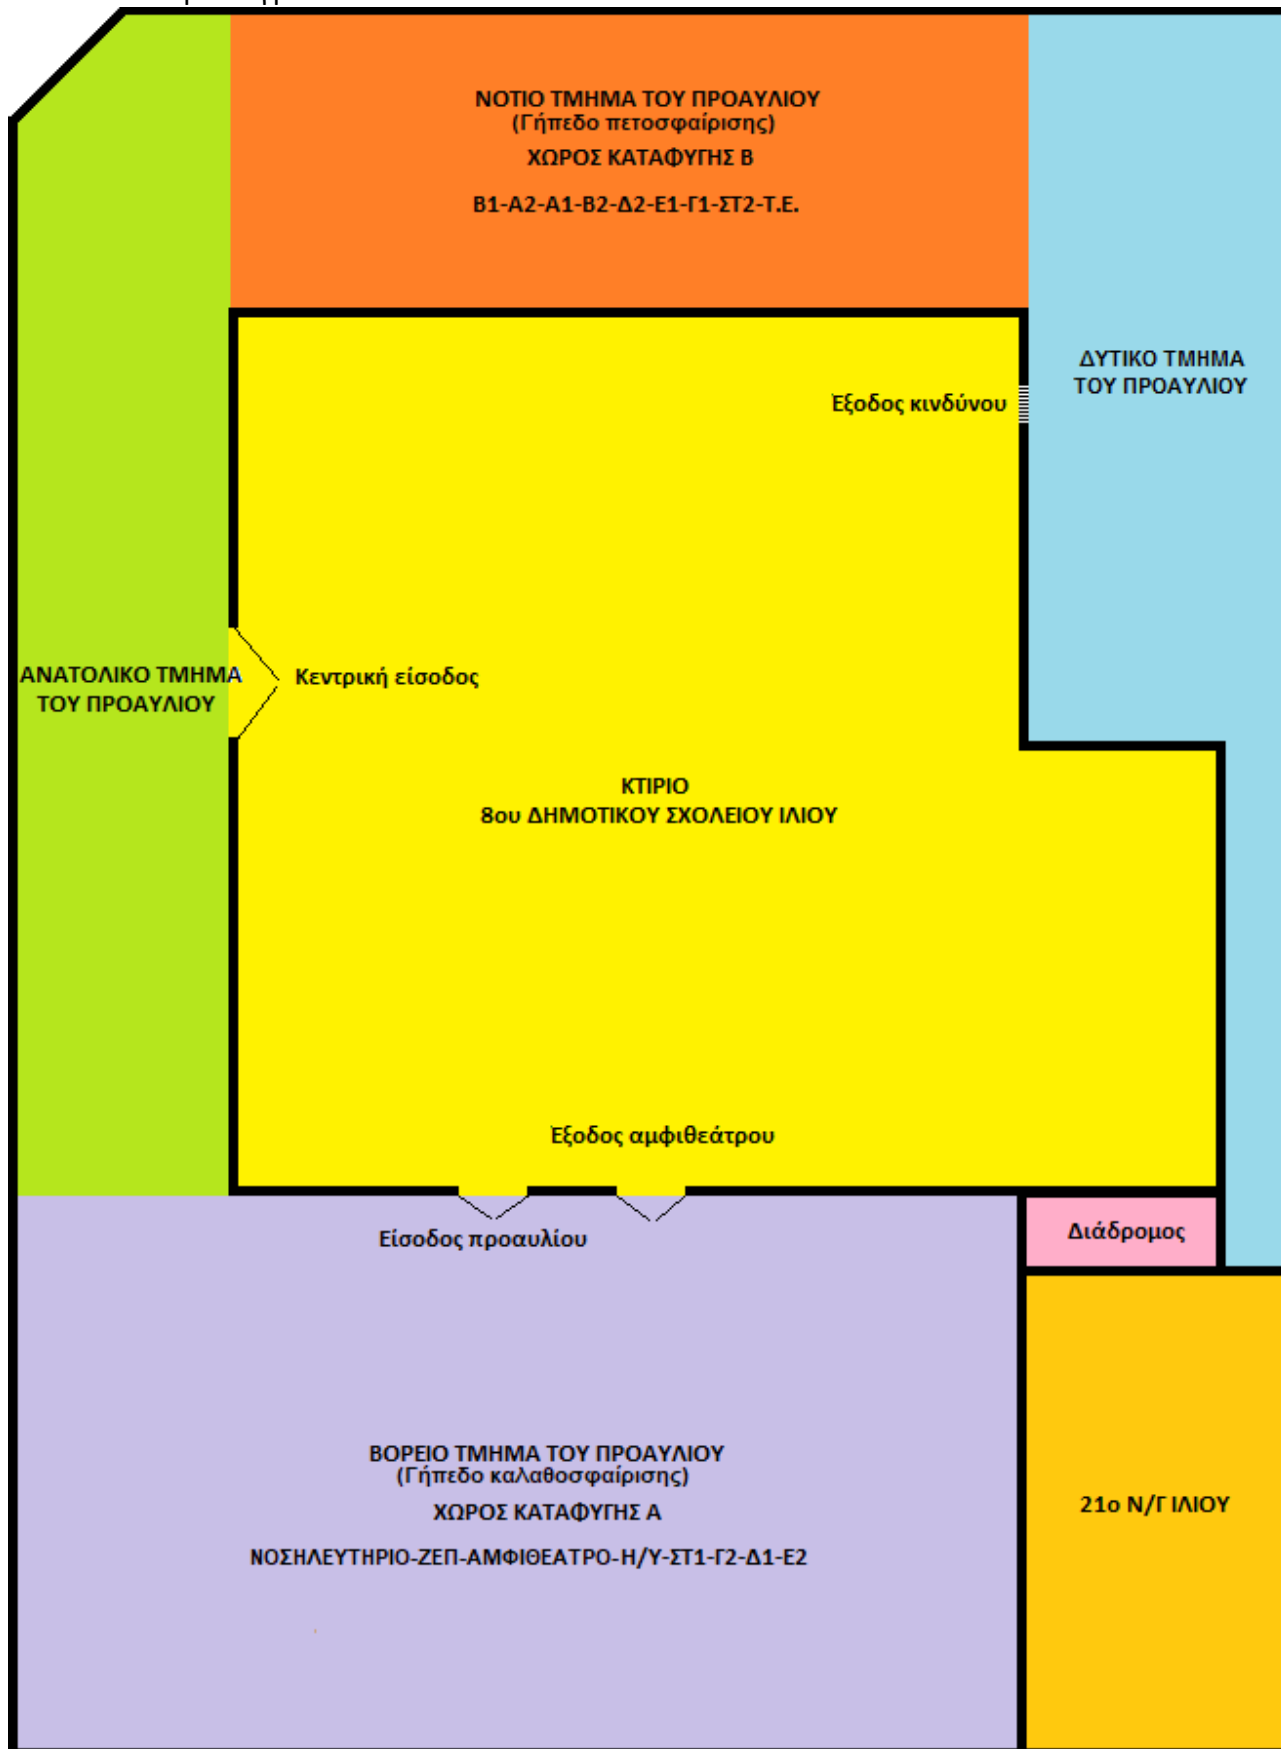 ΝΟΤΙΟ ΤΜΗΜΑ ΤΟΥ ΠΡΟΑΥΛΙΟΥ
(Γήπεδο πετοσφαίρισης)
ΧΩΡΟΣ ΚΑΤΑΦΥΓΗΣ Β
Β1-Α2-Α1-Β2-Δ2-Ε1-Γ1-ΣΤ2-Τ.Ε.
ΔΥΤΙΚΟ ΤΜΗΜΑ
ΤΟΥ ΠΡΟΑΥΛΙΟΥ
Έξοδος κινδύνου
ΑΝΑΤΟΛΙΚΟ ΤΜΗΜΑ
ΤΟΥ ΠΡΟΑΥΛΙΟΥ
Κεντρική είσοδος
ΚΤΙΡΙΟ
8ου ΔΗΜΟΤΙΚΟΥ ΣΧΟΛΕΙΟΥ ΙΛΙΟΥ
Έξοδος αμφιθεάτρου
Είσοδος προαυλίου
Διάδρομος
ΒΟΡΕΙΟ ΤΜΗΜΑ ΤΟΥ ΠΡΟΑΥΛΙΟΥ
(Γήπεδο καλαθοσφαίρισης)
ΧΩΡΟΣ ΚΑΤΑΦΥΓΗΣ Α
ΝΟΣΗΛΕΥΤΗΡΙΟ-ΖΕΠ-ΑΜΦΙΘΕΑΤΡΟ-Η/Υ-ΣΤ1-Γ2-Δ1-Ε2
21ο Ν/Γ ΙΛΙΟΥ